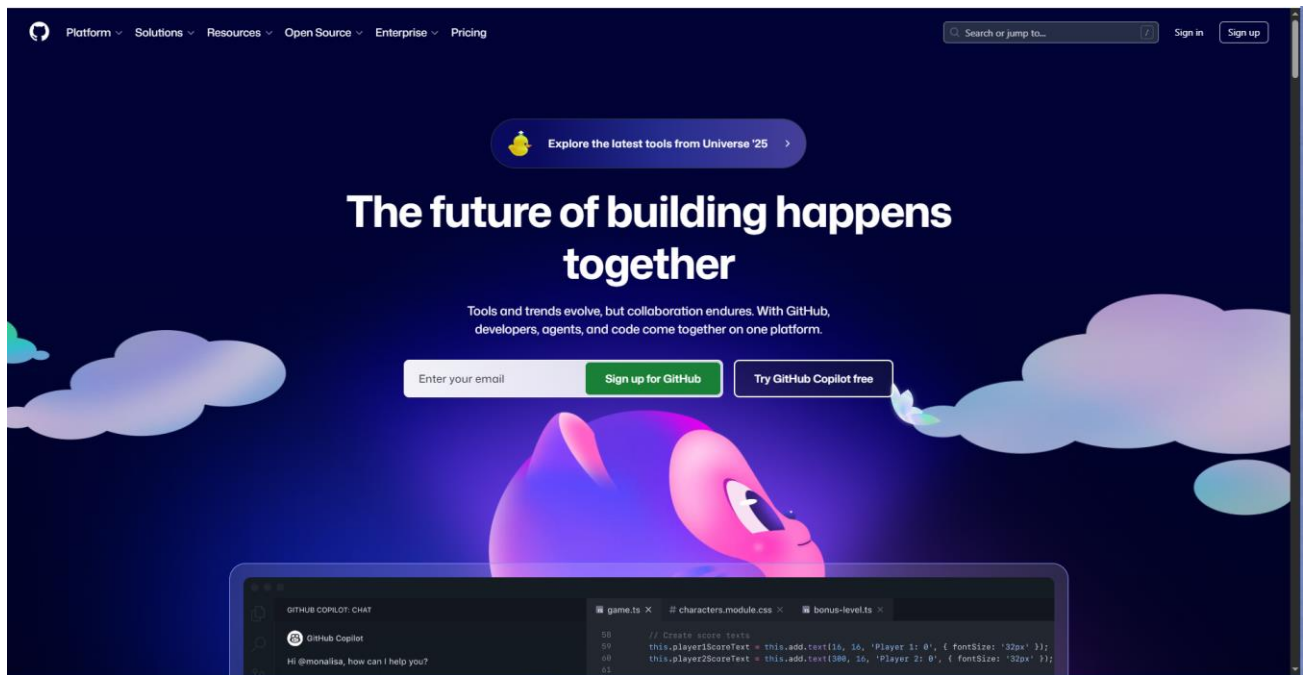 Platform Solutions Resources Open Source Enterprise Pricing Search or jump to... / Sign in Sign up
Explore the latest tools from Universe '25
The future of building happens
together
Tools and trends evolve, but collaboration endures. With GitHub,
developers, agents, and code come together on one platform.
Enter your email Sign up for GitHub Try GitHub Copilot free
GITHUB COPILOT: CHAT
GitHub Copilot
Hi @monalisa, how can I help you?
game.ts # characters.module.css bonus-level.ts
58 // Create score texts
59 this.player1ScoreText = this.add.text(16, 16, 'Player 1: 0', { fontSize: '32px' });
60 this.player2ScoreText = this.add.text(300, 16, 'Player 2: 0', { fontSize: '32px' });
61